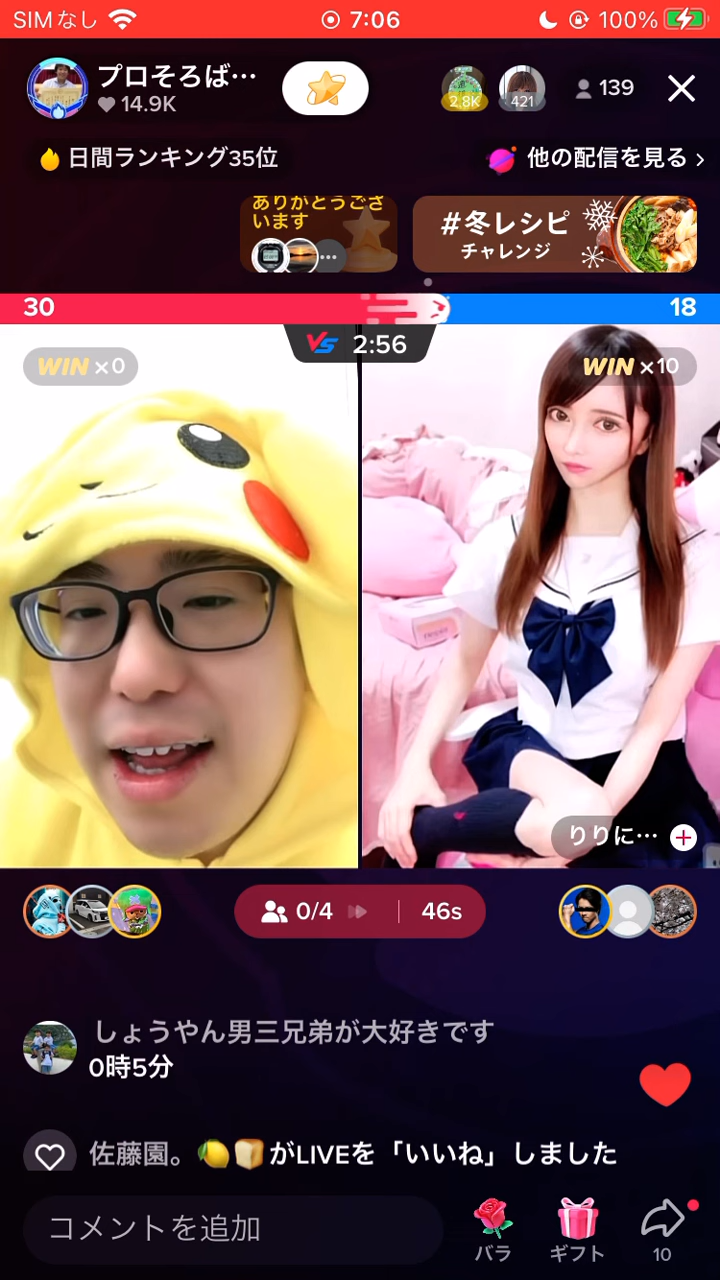 SIMなし
7:06
100%
プロそろば…
14.9K
2.8K
421
139
日間ランキング35位
他の配信を見る
ありがとうござ
います
#冬レシピ
チャレンジ
30
18
VS 2:56
WIN ×0
WIN ×10
りりに…
0/4
46s
しょうやん男三兄弟が大好きです
0時5分
佐藤園。🍋🍞がLIVEを「いいね」しました
コメントを追加
バラ
ギフト
10